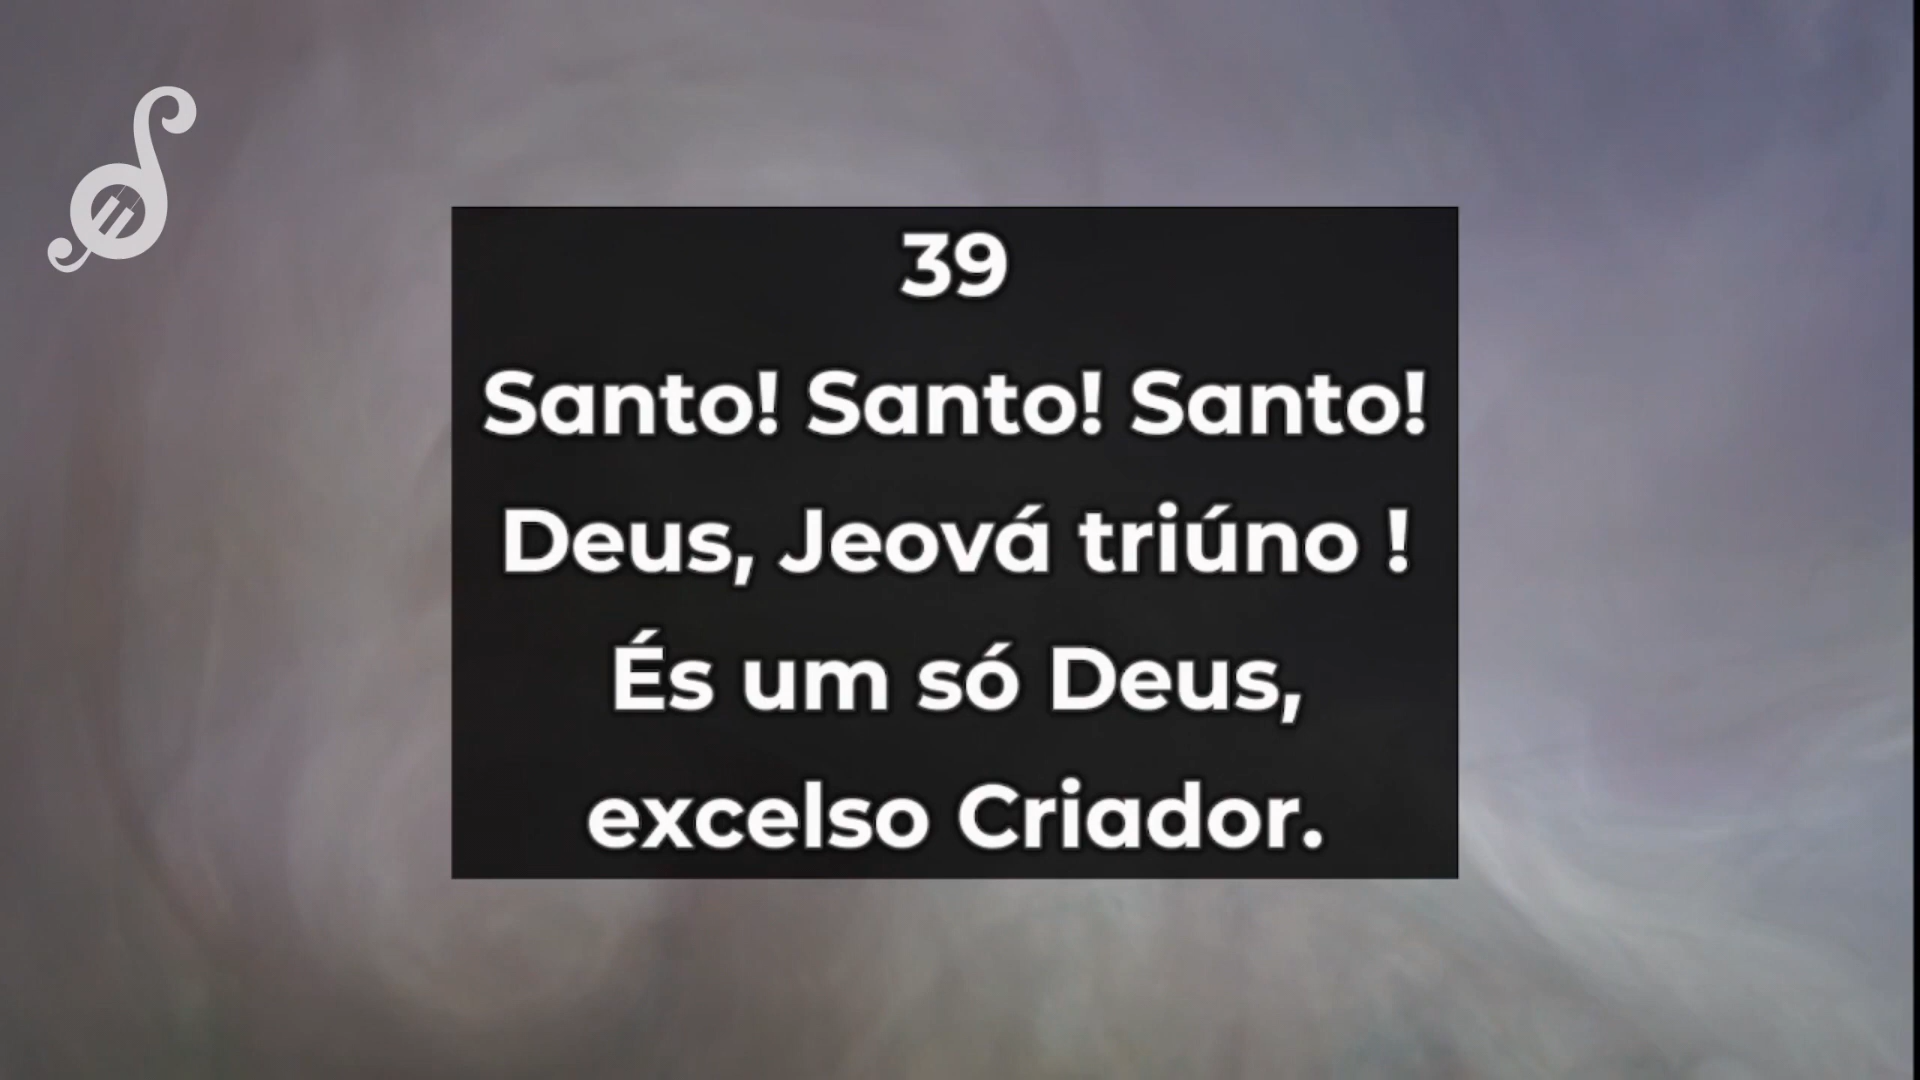 39
Santo! Santo! Santo!
Deus, Jeová triúno !
És um só Deus,
excelso Criador.